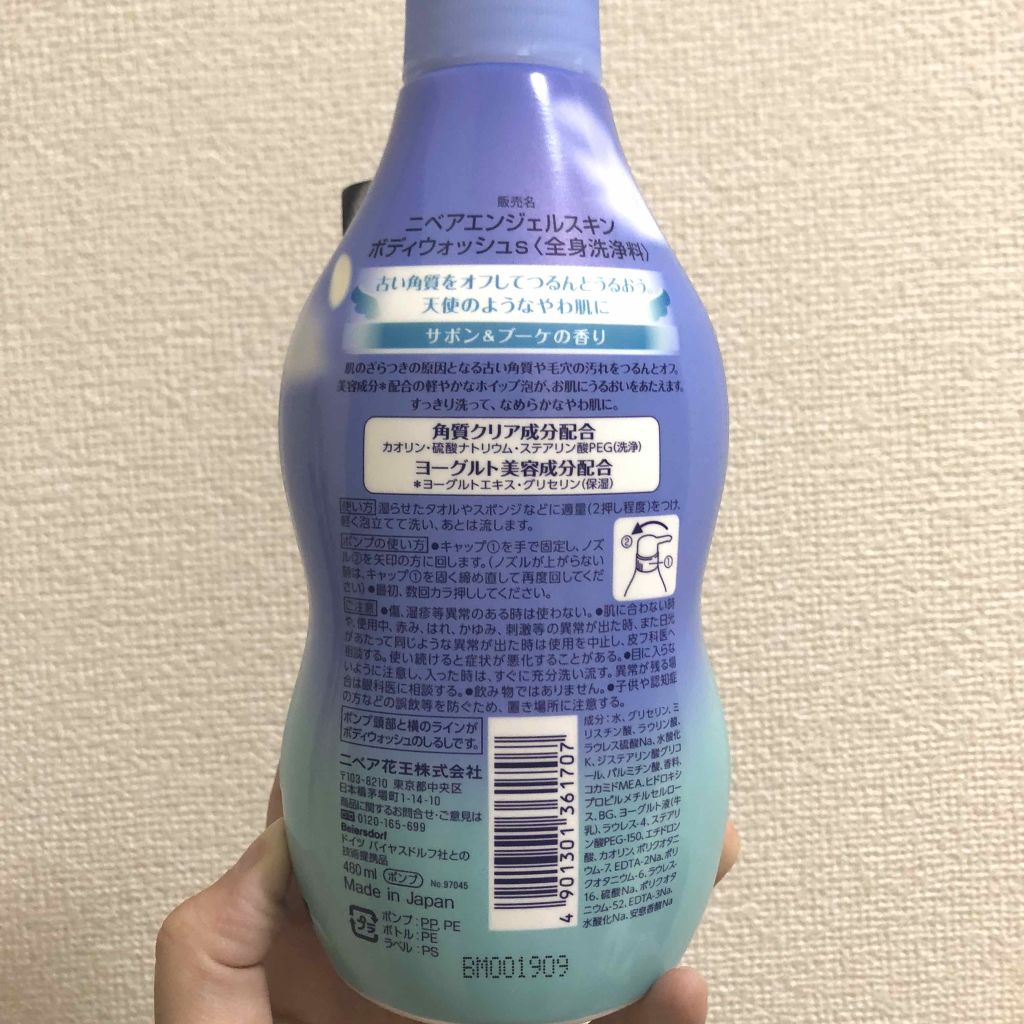 販売名
ニベアエンジェルスキン
ボディウォッシュS〈全身洗浄料〉
古い角質をオフしてつるんとうるおう。
天使のようなやわ肌に
サボン&ブーケの香り
肌のざらつきの原因となる古い角質や毛穴の汚れをつるんとオフ。
美容成分*配合の軽やかなホイップ泡が、お肌にうるおいをあたえます。
すっきり洗って、なめらかなやわ肌に。
角質クリア成分配合
カオリン・硫酸ナトリウム・ステアリン酸PEG(洗浄)
ヨーグルト美容成分配合
*ヨーグルトエキス・グリセリン(保湿)
使い方 湿らせたタオルやスポンジなどに適量(2押し程度)をつけ、
軽く泡立てて洗い、あとは流します。
ポンプの使い方 ●キャップ①を手で固定し、ノズ
ル②を矢印の方に回します。(ノズルが上がらない
時は、キャップ①を固く締め直して再度回してくだ
さい) ●最初、数回カラ押ししてください。
②
①
ご注意 ●傷、湿疹等異常のある時は使わない。●肌に合わない時
や、使用中、赤み、はれ、かゆみ、刺激等の異常が出た時、また日光
があたって同じような異常が出た時は使用を中止し、皮フ科医へ
相談する。使い続けると症状が悪化することがある。●目に入らな
いように注意し、入った時は、すぐに充分洗い流す。異常が残る場
合は眼科医に相談する。●飲み物ではありません。●子供や認知症
の方などの誤飲等を防ぐため、置き場所に注意する。
ポンプ頭部と横のラインが
ボディウォッシュのしるしです。
ニベア花王株式会社
〒103-8210 東京都中央区
日本橋茅場町1-14-10
商品に関するお問合せ・ご意見は
0120-165-699
Beiersdorf
ドイツ バイヤスドルフ社との
技術提携品
480ml ポンプ No.97045
Made in Japan
プラ
ポンプ:PP, PE
ボトル:PE
ラベル:PS
4 901301 361707
成分:水、グリセリン、ミ
リスチン酸、ラウリン酸、
ラウレス硫酸Na、水酸化
K、ジステアリン酸グリコ
ール、パルミチン酸、香料、
コカミドMEA、ヒドロキシ
プロピルメチルセルロー
ス、BG、ヨーグルト液(牛
乳)、ラウレス-4、ステアリ
ン酸PEG-150、エチドロン
酸、カオリン、ポリクオタニ
ウム-7、EDTA-2Na、ポリ
クオタニウム-6、ラウレス-
16、硫酸Na、ポリクオタ
ニウム-52、EDTA-3Na、
水酸化Na、安息香酸Na
BM001909